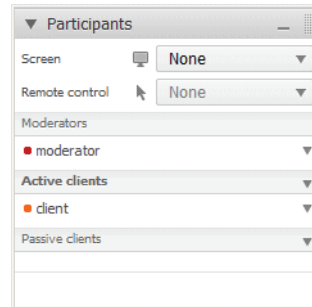 Participants
Screen None
Remote control None
Moderators
moderator
Active clients
client
Passive clients